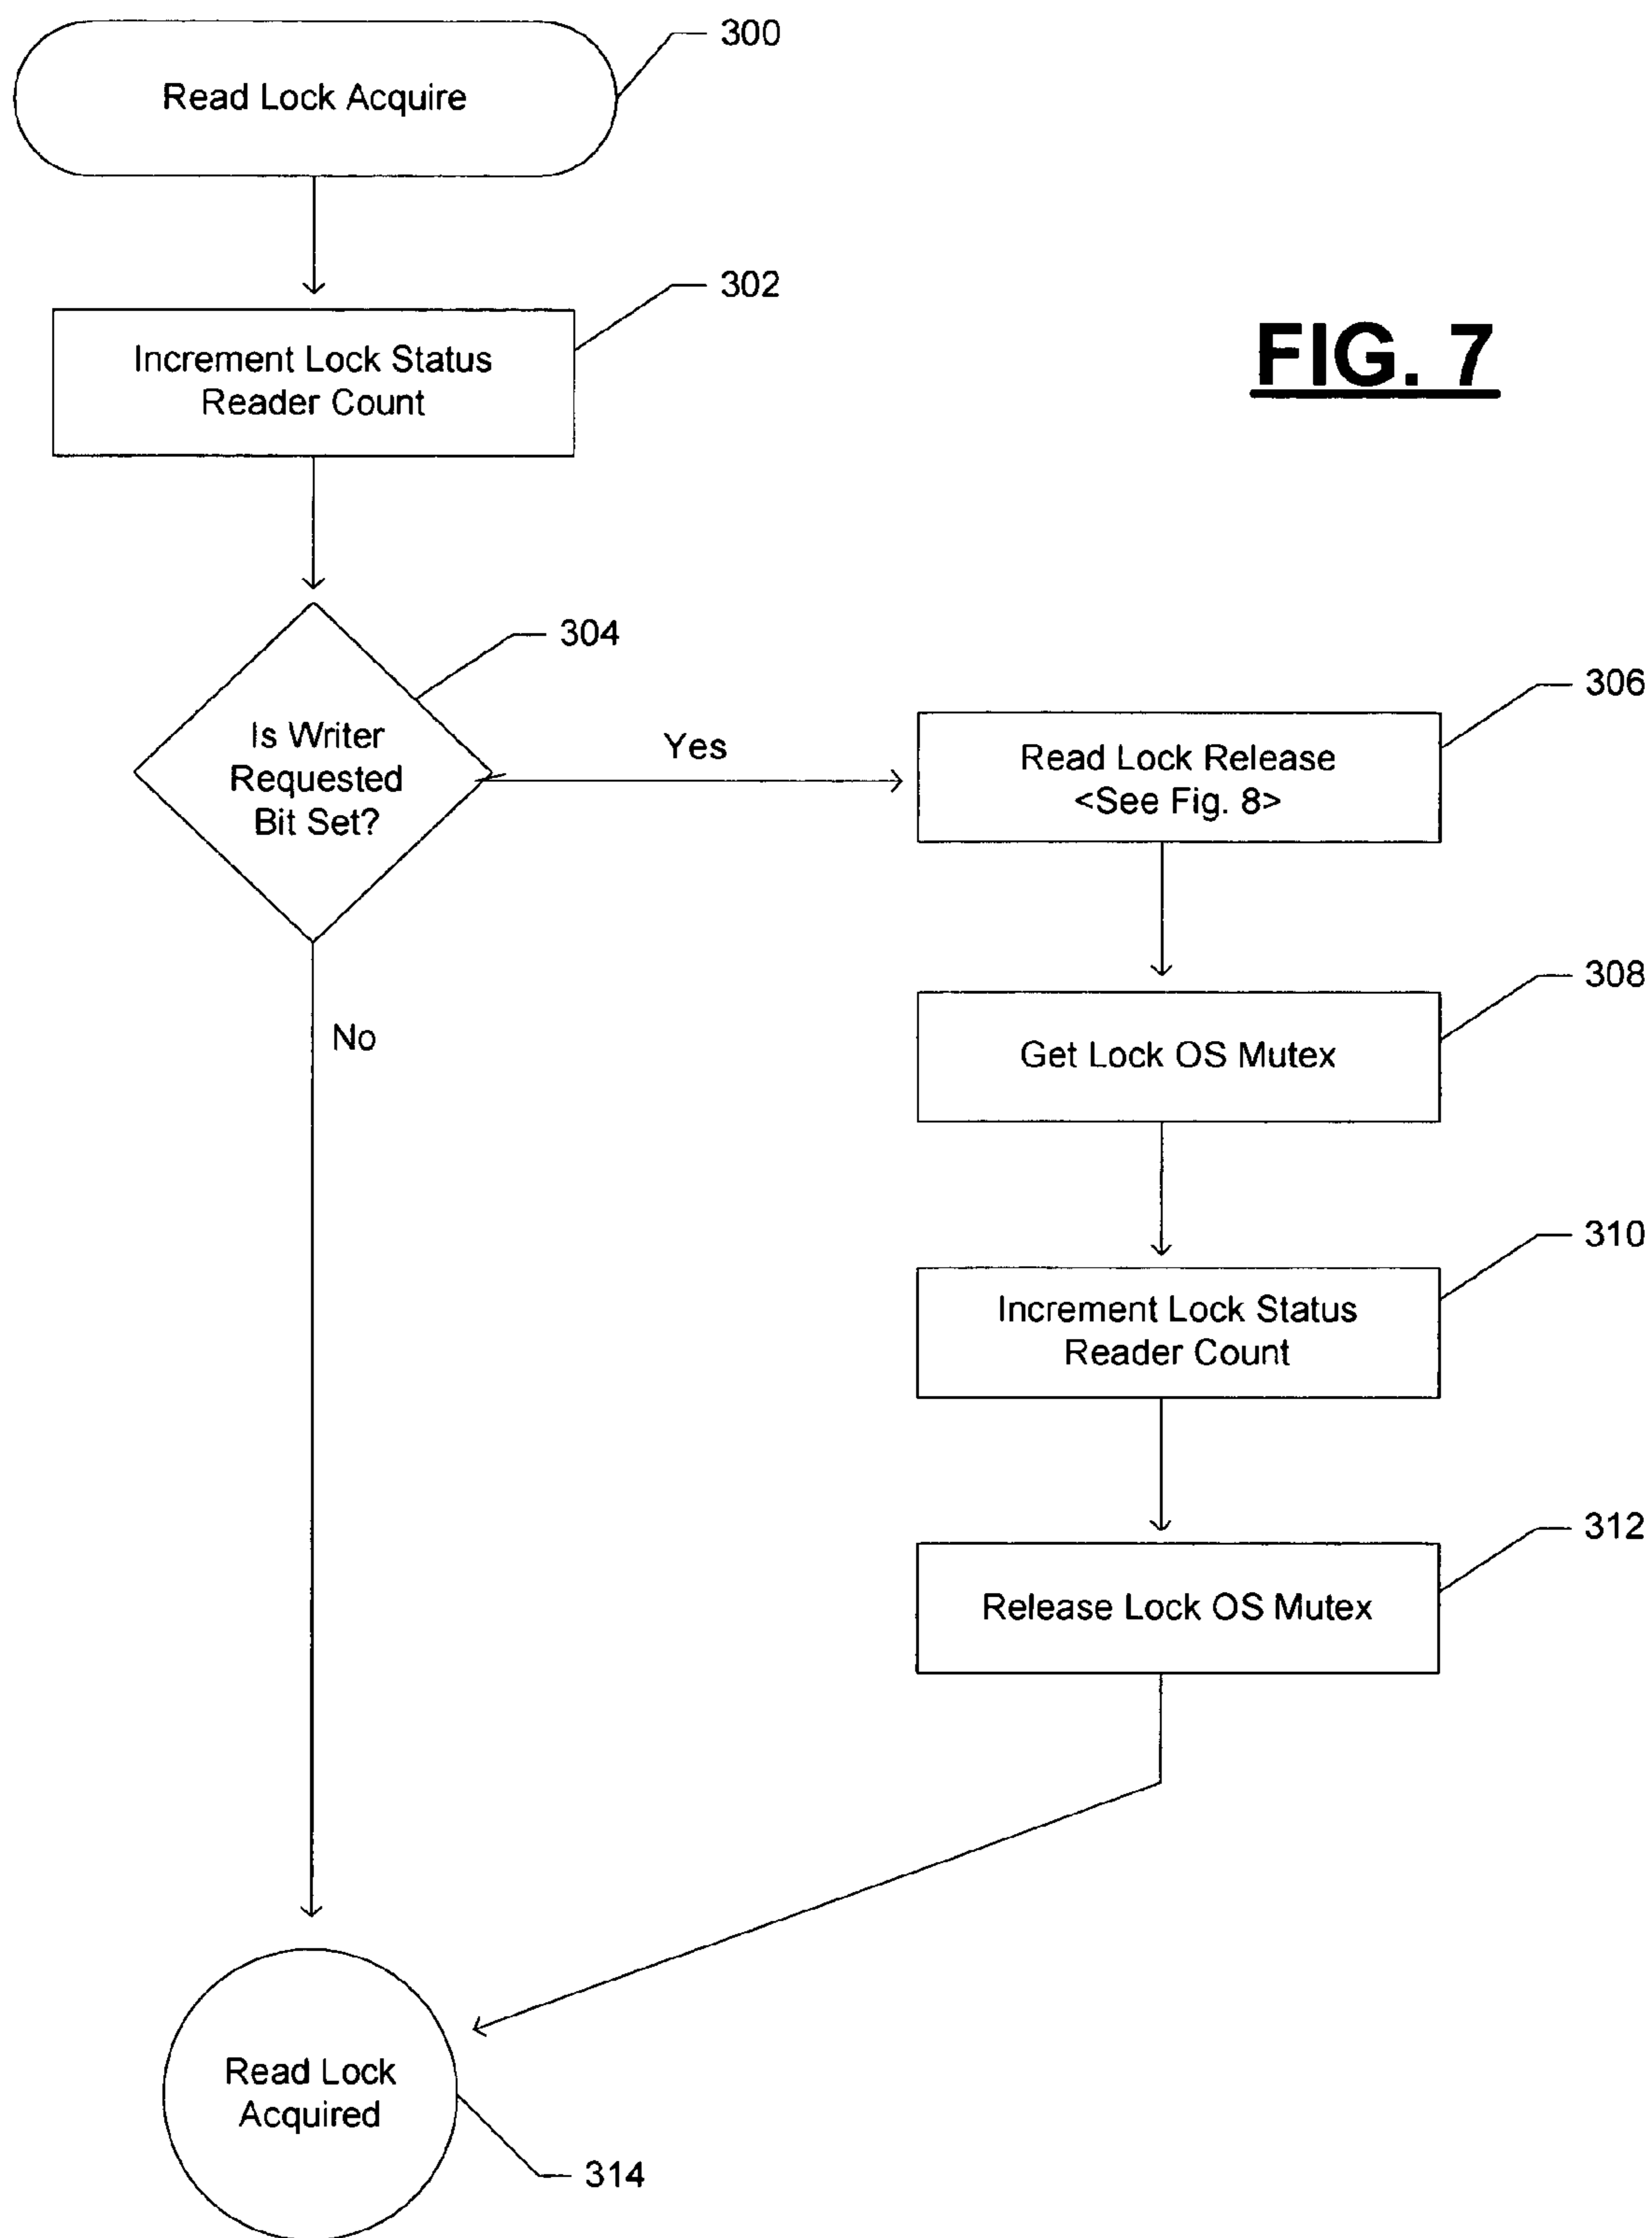 300
Read Lock Acquire
302
Increment Lock Status
Reader Count
FIG. 7
304
Is Writer
Requested
Bit Set?
Yes
306
Read Lock Release
<See Fig. 8>
308
Get Lock OS Mutex
No
310
Increment Lock Status
Reader Count
312
Release Lock OS Mutex
Read Lock
Acquired
314